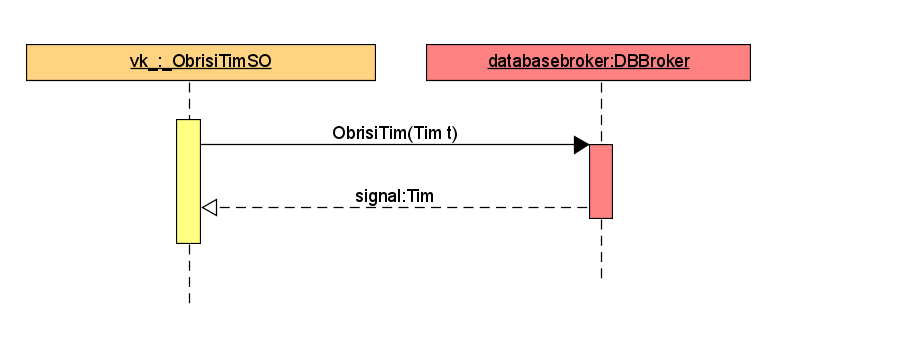 vk_:_ObrisiTimSO
databasebroker:DBBroker
ObrisiTim(Tim t)
signal:Tim